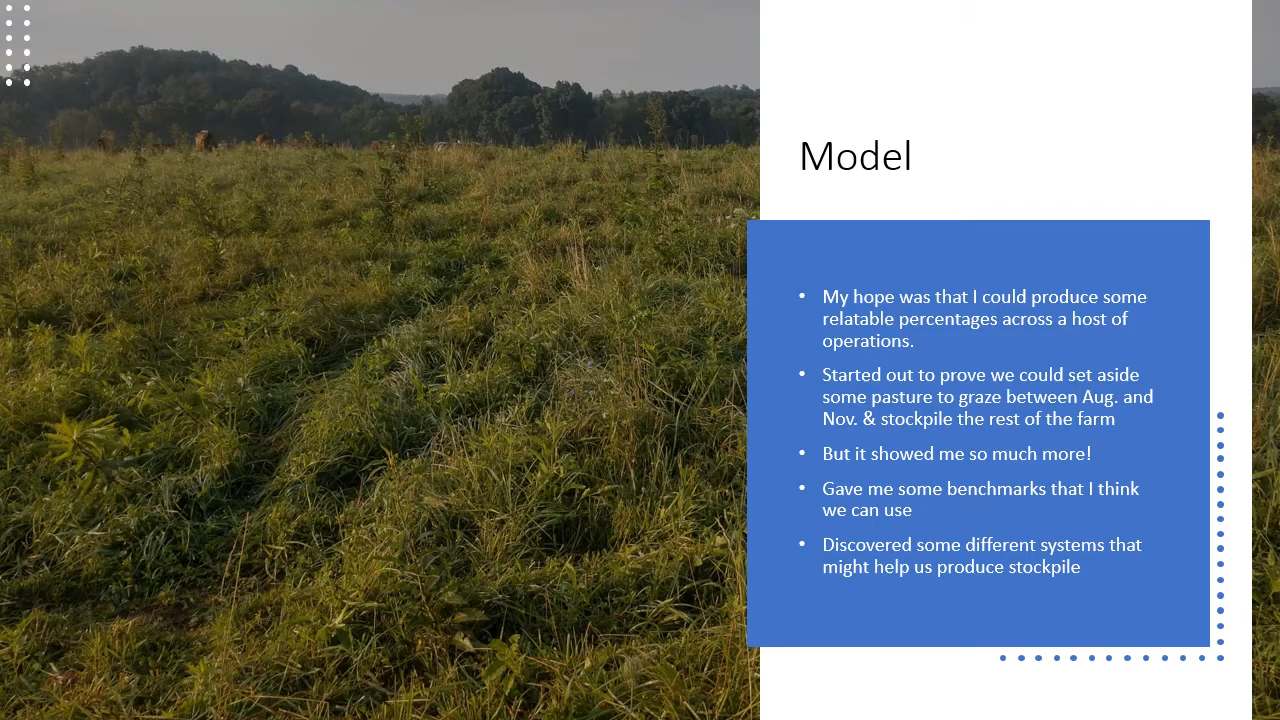 Model
• My hope was that I could produce some
relatable percentages across a host of
operations.
• Started out to prove we could set aside
some pasture to graze between Aug. and
Nov. & stockpile the rest of the farm
• But it showed me so much more!
• Gave me some benchmarks that I think
we can use
• Discovered some different systems that
might help us produce stockpile